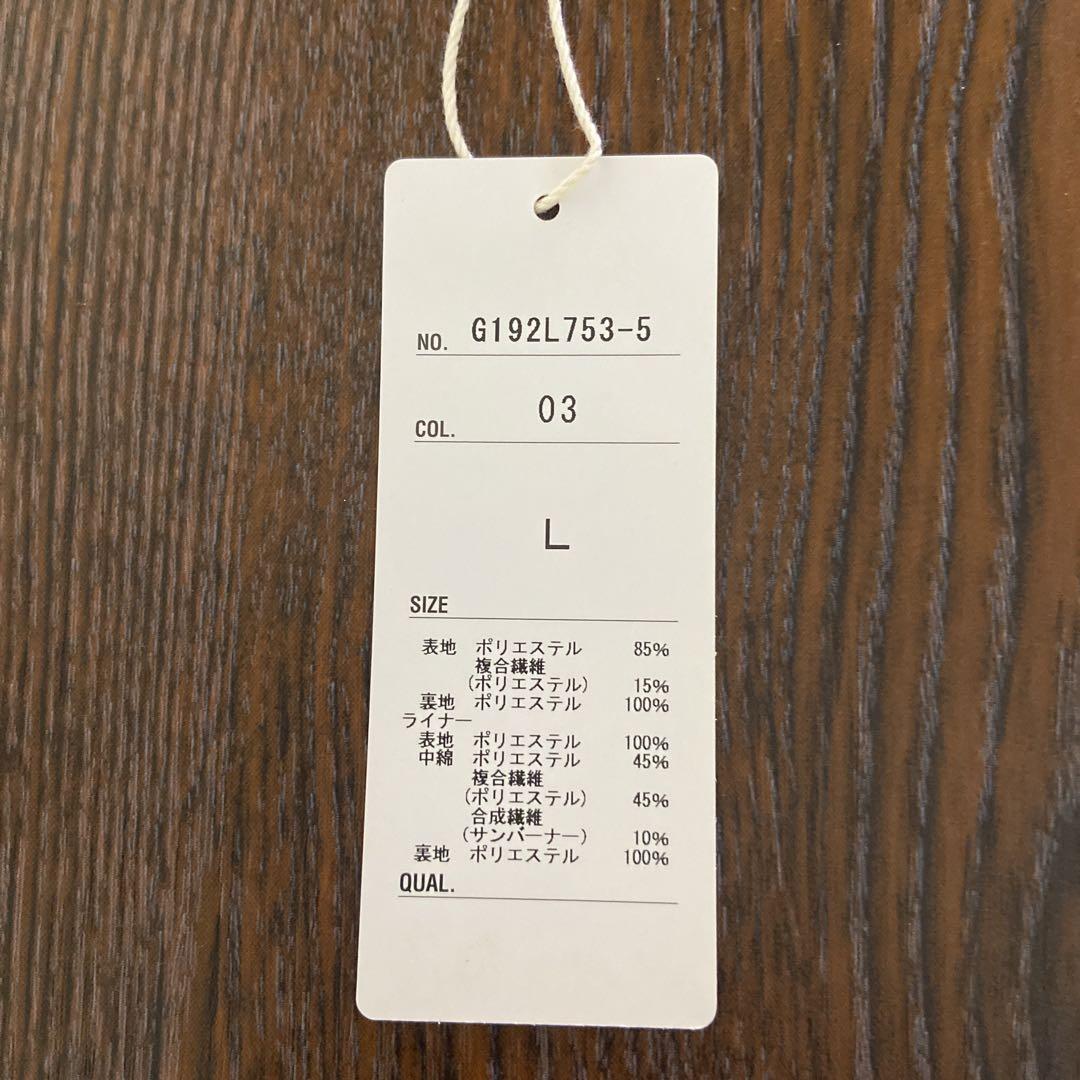 NO. G192L753-5
COL. 03
L
SIZE
表地 ポリエステル 85%
複合繊維
(ポリエステル) 15%
裏地 ポリエステル 100%
ライナー
表地 ポリエステル 100%
中綿 ポリエステル 45%
複合繊維
(ポリエステル) 45%
合成繊維
(サンバーナー) 10%
裏地 ポリエステル 100%
QUAL.